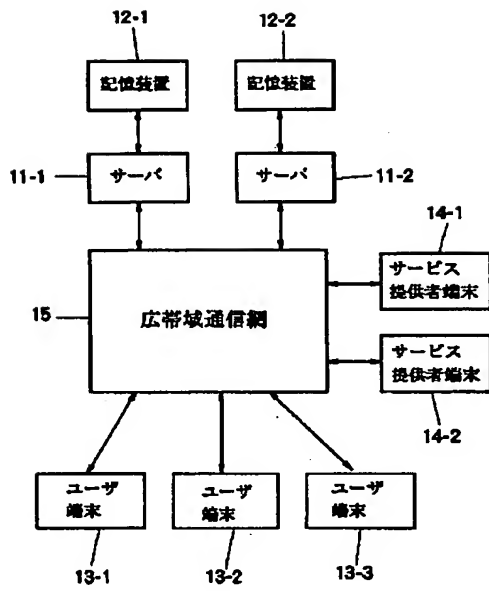 12-1
12-2
記憶装置
記憶装置
11-1
サーバ
サーバ
11-2
14-1
サービス
提供者端末
15
広帯域通信網
サービス
提供者端末
14-2
ユーザ
端末
ユーザ
端末
ユーザ
端末
13-1
13-2
13-3